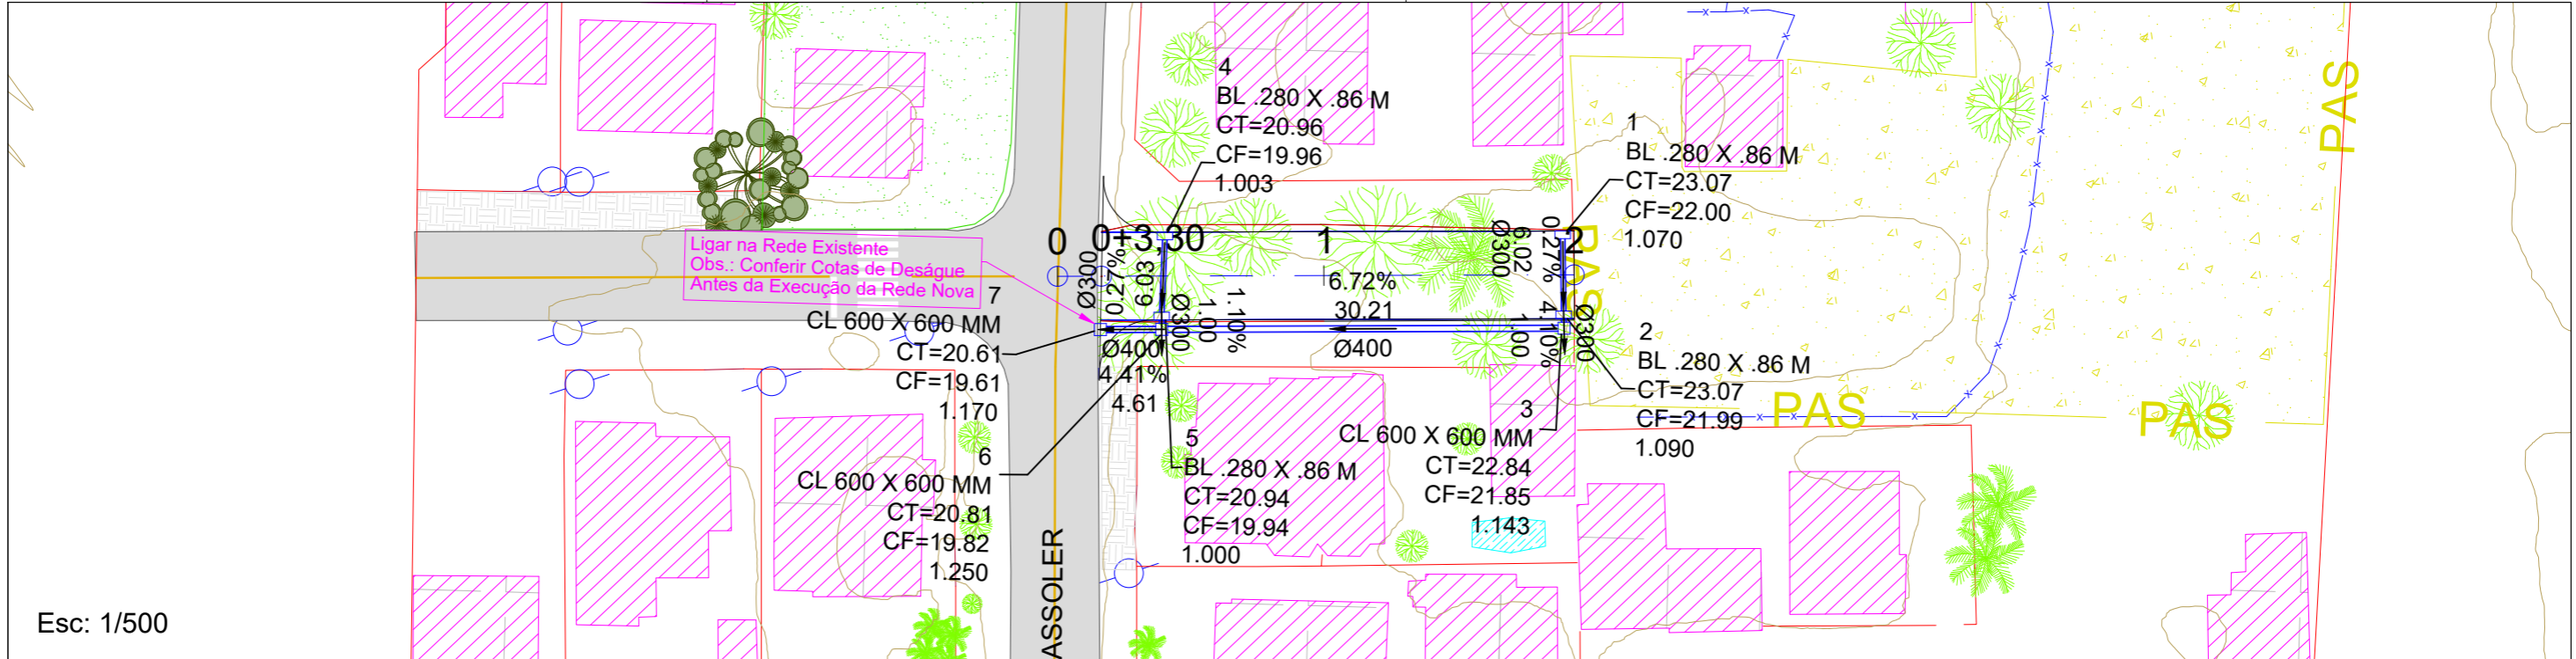 4
BL .280 X .86 M
CT=20.96
CF=19.96
1.003
1
BL .280 X .86 M
CT=23.07
CF=22.00
1.070
PAS
Ligar na Rede Existente
Obs.: Conferir Cotas de Deságue
Antes da Execução da Rede Nova
0
0+3,30
1
2
Ø300
0.27%
6.03
Ø300
1.00
1.10%
6.72%
30.21
Ø400
Ø300
6.02
0.27%
PAS
Ø300
4.10%
1.00
7
CL 600 X 600 MM
CT=20.61
CF=19.61
1.170
Ø400
4.41%
4.61
2
BL .280 X .86 M
CT=23.07
CF=21.99
1.090
PAS
PAS
6
CL 600 X 600 MM
CT=20.81
CF=19.82
1.250
5
BL .280 X .86 M
CT=20.94
CF=19.94
1.000
3
CL 600 X 600 MM
CT=22.84
CF=21.85
1.143
ASSOLER
Esc: 1/500